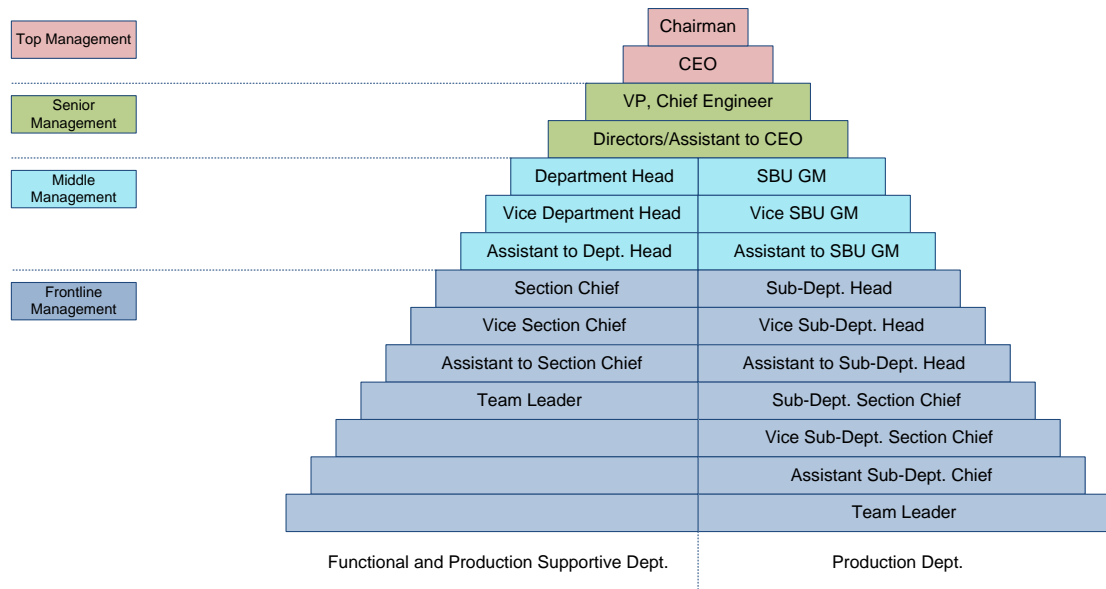 Chairman
Top Management
CEO
VP, Chief Engineer
Senior
Management
Directors/Assistant to CEO
Middle
Management
Department Head
SBU GM
Vice Department Head
Vice SBU GM
Assistant to Dept. Head
Assistant to SBU GM
Frontline
Management
Section Chief
Sub-Dept. Head
Vice Section Chief
Vice Sub-Dept. Head
Assistant to Section Chief
Assistant to Sub-Dept. Head
Team Leader
Sub-Dept. Section Chief
Vice Sub-Dept. Section Chief
Assistant Sub-Dept. Chief
Team Leader
Functional and Production Supportive Dept.
Production Dept.